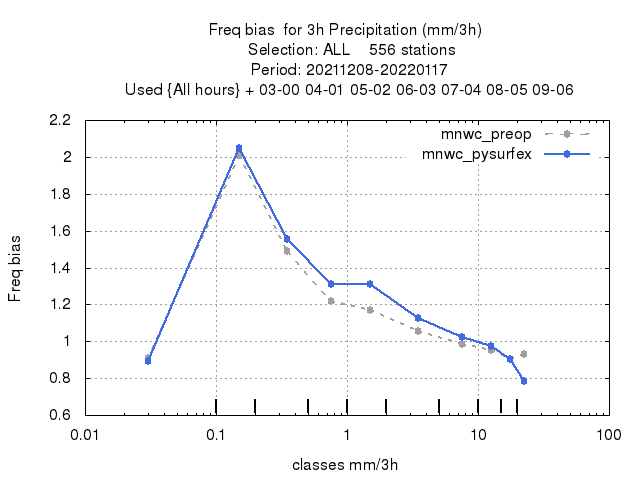 Freq bias  for 3h Precipitation (mm/3h)
Selection: ALL    556 stations
Period: 20211208-20220117
Used {All hours} + 03-00 04-01 05-02 06-03 07-04 08-05 09-06
mnwc_preop
mnwc_pysurfex
Freq bias
2.2
2
1.8
1.6
1.4
1.2
1
0.8
0.6
0.01
0.1
1
10
100
classes mm/3h